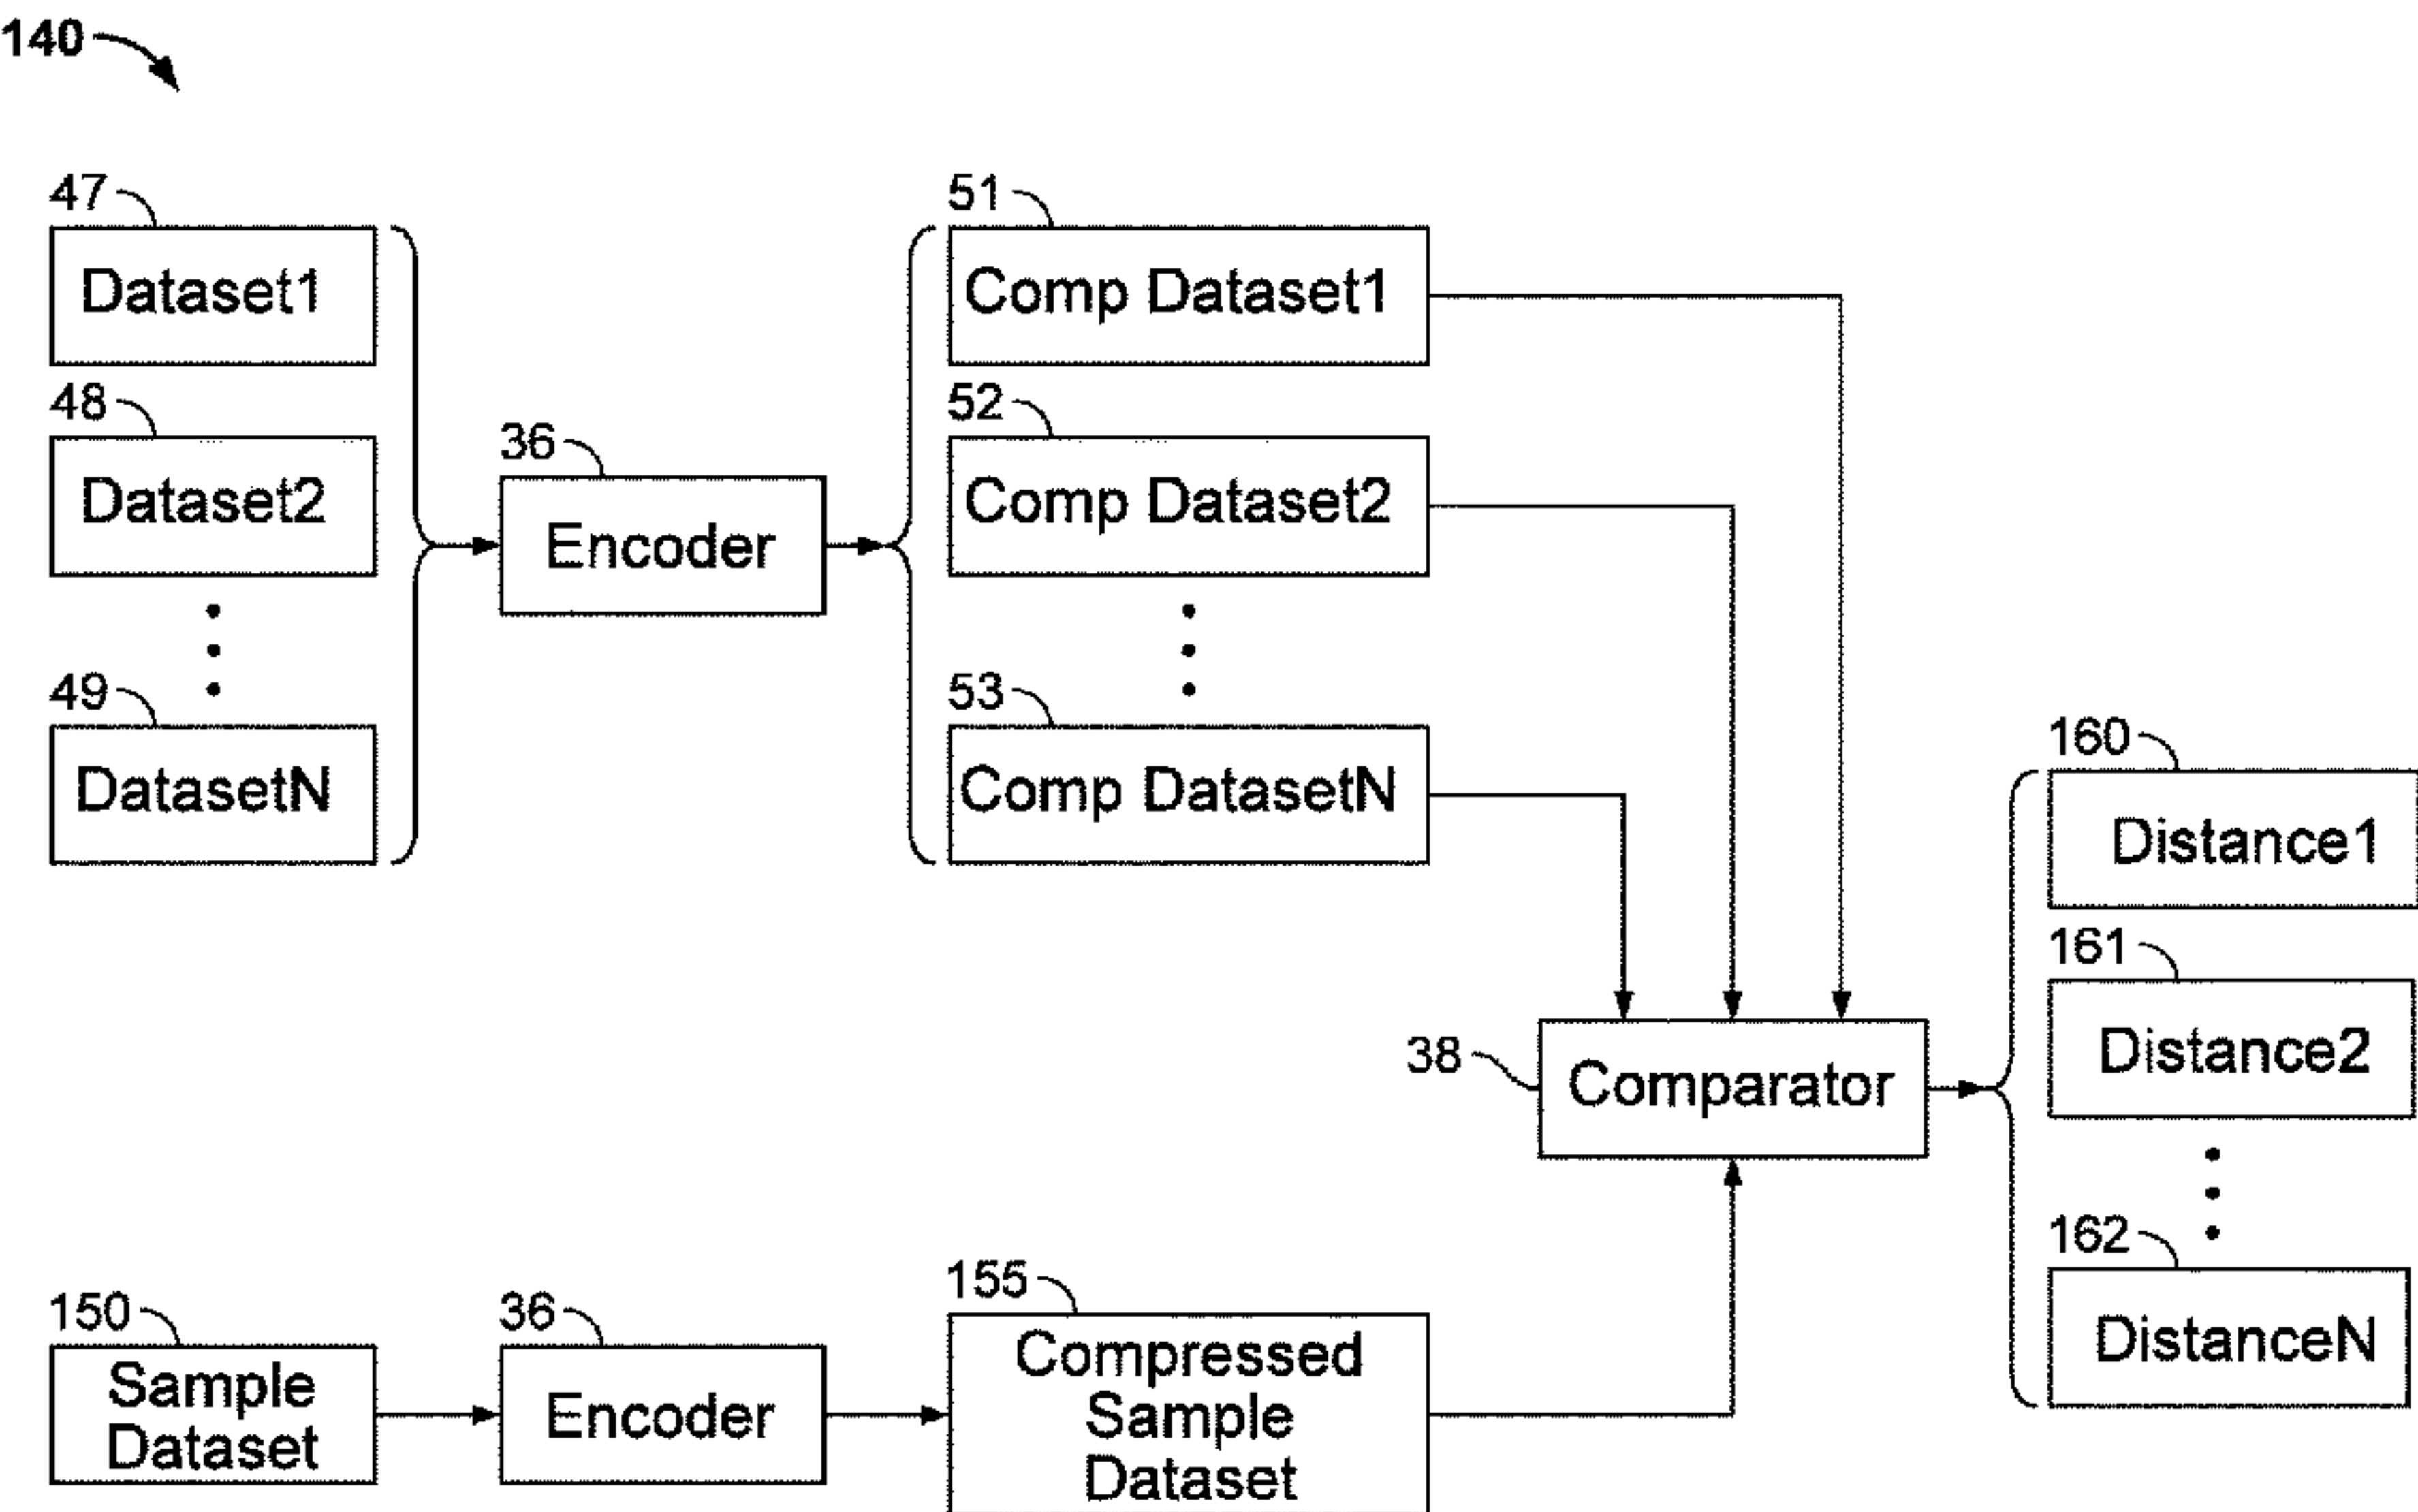 140
47
Dataset1
48
Dataset2
49
DatasetN
36
Encoder
51
Comp Dataset1
52
Comp Dataset2
53
Comp DatasetN
38
Comparator
160
Distance1
161
Distance2
162
DistanceN
150
Sample
Dataset
36
Encoder
155
Compressed
Sample
Dataset